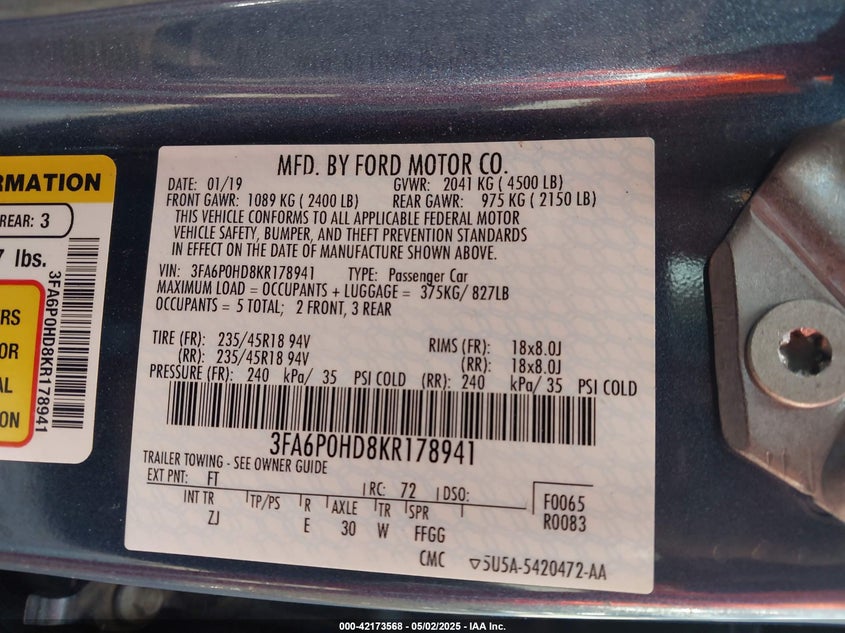 RMATION
REAR: 3
7 lbs.
RS
OR
AL
ON
3FA6P0HD8KR178941
MFD. BY FORD MOTOR CO.
DATE: 01/19 GVWR: 2041 KG ( 4500 LB)
FRONT GAWR: 1089 KG ( 2400 LB) REAR GAWR: 975 KG ( 2150 LB)
THIS VEHICLE CONFORMS TO ALL APPLICABLE FEDERAL MOTOR
VEHICLE SAFETY, BUMPER, AND THEFT PREVENTION STANDARDS
IN EFFECT ON THE DATE OF MANUFACTURE SHOWN ABOVE.
VIN: 3FA6P0HD8KR178941 TYPE: Passenger Car
MAXIMUM LOAD = OCCUPANTS + LUGGAGE = 375KG/ 827LB
OCCUPANTS = 5 TOTAL; 2 FRONT, 3 REAR
TIRE (FR): 235/45R18 94V RIMS (FR): 18x8.0J
(RR): 235/45R18 94V (RR): 18x8.0J
PRESSURE (FR): 240 kPa/ 35 PSI COLD (RR): 240 kPa/ 35 PSI COLD
3FA6P0HD8KR178941
TRAILER TOWING - SEE OWNER GUIDE
EXT PNT: FT RC: 72 DSO: F0065
INT TR TP/PS R AXLE TR SPR R0083
ZJ E 30 W FFGG
CMC ▽5U5A-5420472-AA
000-42173568 - 05/02/2025 - IAA Inc.